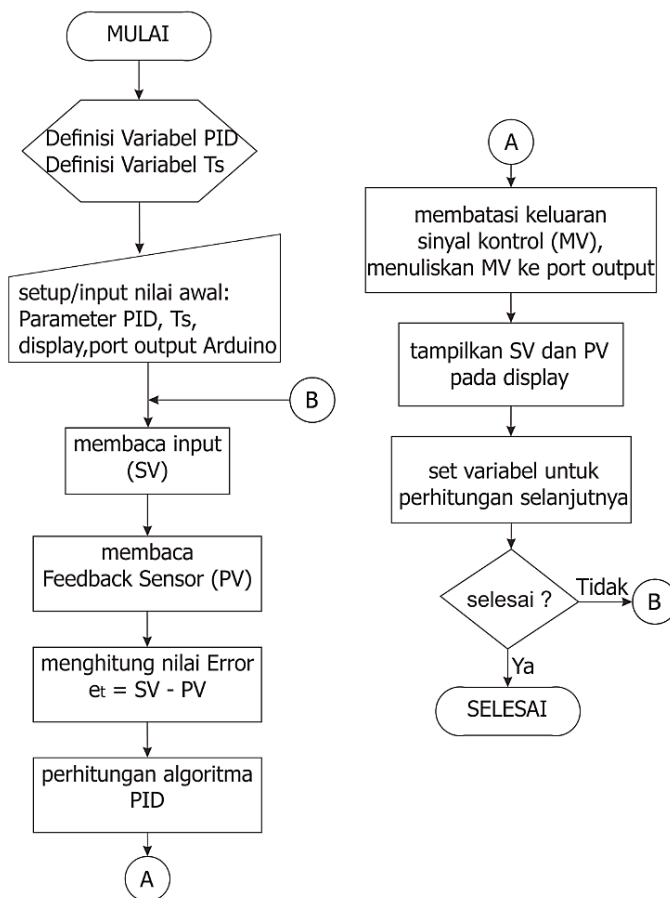 MULAI
Definisi Variabel PID
Definisi Variabel Ts
setup/input nilai awal:
Parameter PID, Ts,
display,port output Arduino
B
membaca input
(SV)
membaca
Feedback Sensor (PV)
menghitung nilai Error
et = SV - PV
perhitungan algoritma
PID
A
A
membatasi keluaran
sinyal kontrol (MV),
menuliskan MV ke port output
tampilkan SV dan PV
pada display
set variabel untuk
perhitungan selanjutnya
selesai ?
Tidak
B
Ya
SELESAI